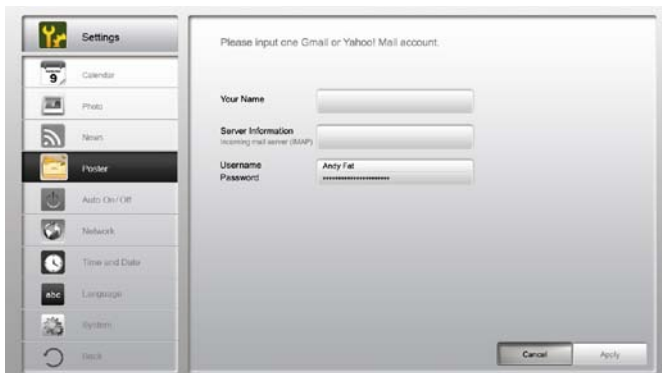 Settings
9
Calendar
Photo
News
Poster
Auto On/Off
Network
Time and Date
abc
Language
System
Back
Please input one Gmail or Yahoo! Mail account.
Your Name
Server Information
Incoming mail server (IMAP)
Username
Andy Fat
Password
Cancel
Apply